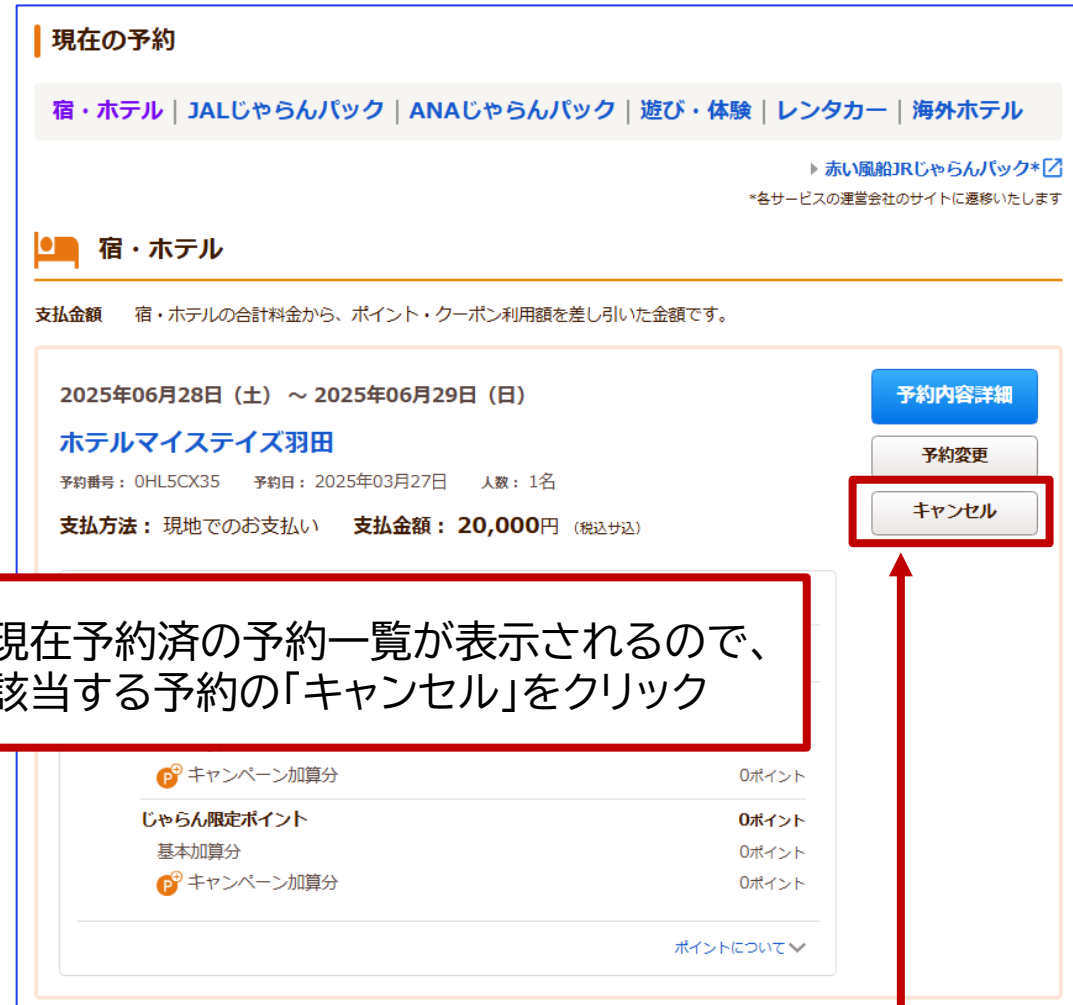 現在の予約
宿・ホテル｜JALじゃらんパック｜ANAじゃらんパック｜遊び・体験｜レンタカー｜海外ホテル
赤い風船JRじゃらんパック*
*各サービスの運営会社のサイトに遷移いたします
宿・ホテル
支払金額 宿・ホテルの合計料金から、ポイント・クーポン利用額を差し引いた金額です。
2025年06月28日（土）～ 2025年06月29日（日）
予約内容詳細
ホテルマイステイズ羽田
予約変更
予約番号：0HL5CX35 予約日：2025年03月27日 人数：1名
キャンセル
支払方法：現地でのお支払い 支払金額：20,000円（税込サ込）
現在予約済の予約一覧が表示されるので、
該当する予約の「キャンセル」をクリック
キャンペーン加算分 0ポイント
じゃらん限定ポイント 0ポイント
基本加算分 0ポイント
キャンペーン加算分 0ポイント
ポイントについて